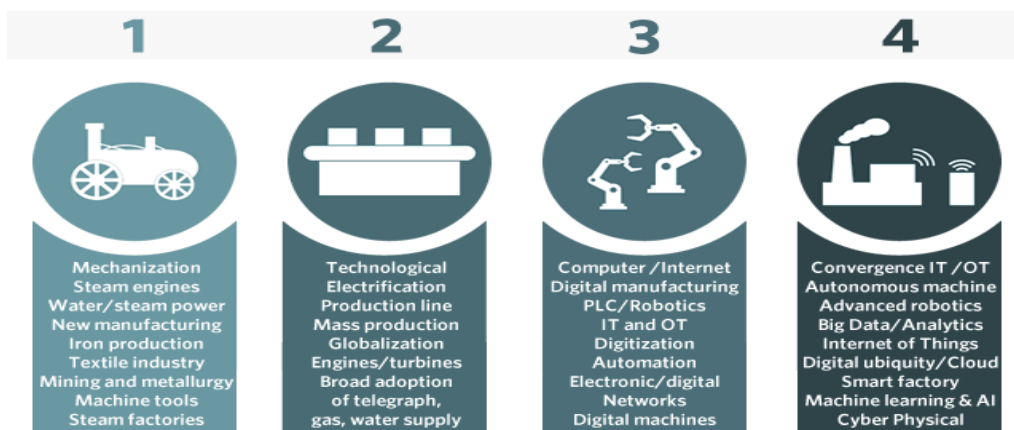 1
2
3
4
Mechanization
Steam engines
Water/steam power
New manufacturing
Iron production
Textile industry
Mining and metallurgy
Machine tools
Steam factories
Technological
Electrification
Production line
Mass production
Globalization
Engines/turbines
Broad adoption
of telegraph,
gas, water supply
Computer /Internet
Digital manufacturing
PLC/Robotics
IT and OT
Digitization
Automation
Electronic/digital
Networks
Digital machines
Convergence IT /OT
Autonomous machine
Advanced robotics
Big Data/Analytics
Internet of Things
Digital ubiquity/Cloud
Smart factory
Machine learning & AI
Cyber Physical